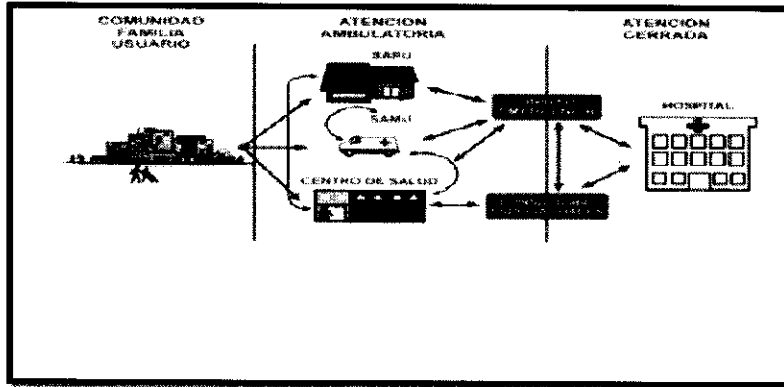 COMUNIDAD
FAMILIA
USUARIO
ATENCION
AMBULATORIA
ATENCION
CERRADA
SAPU
SAMU
HOSPITAL
CENTRO DE SALUD